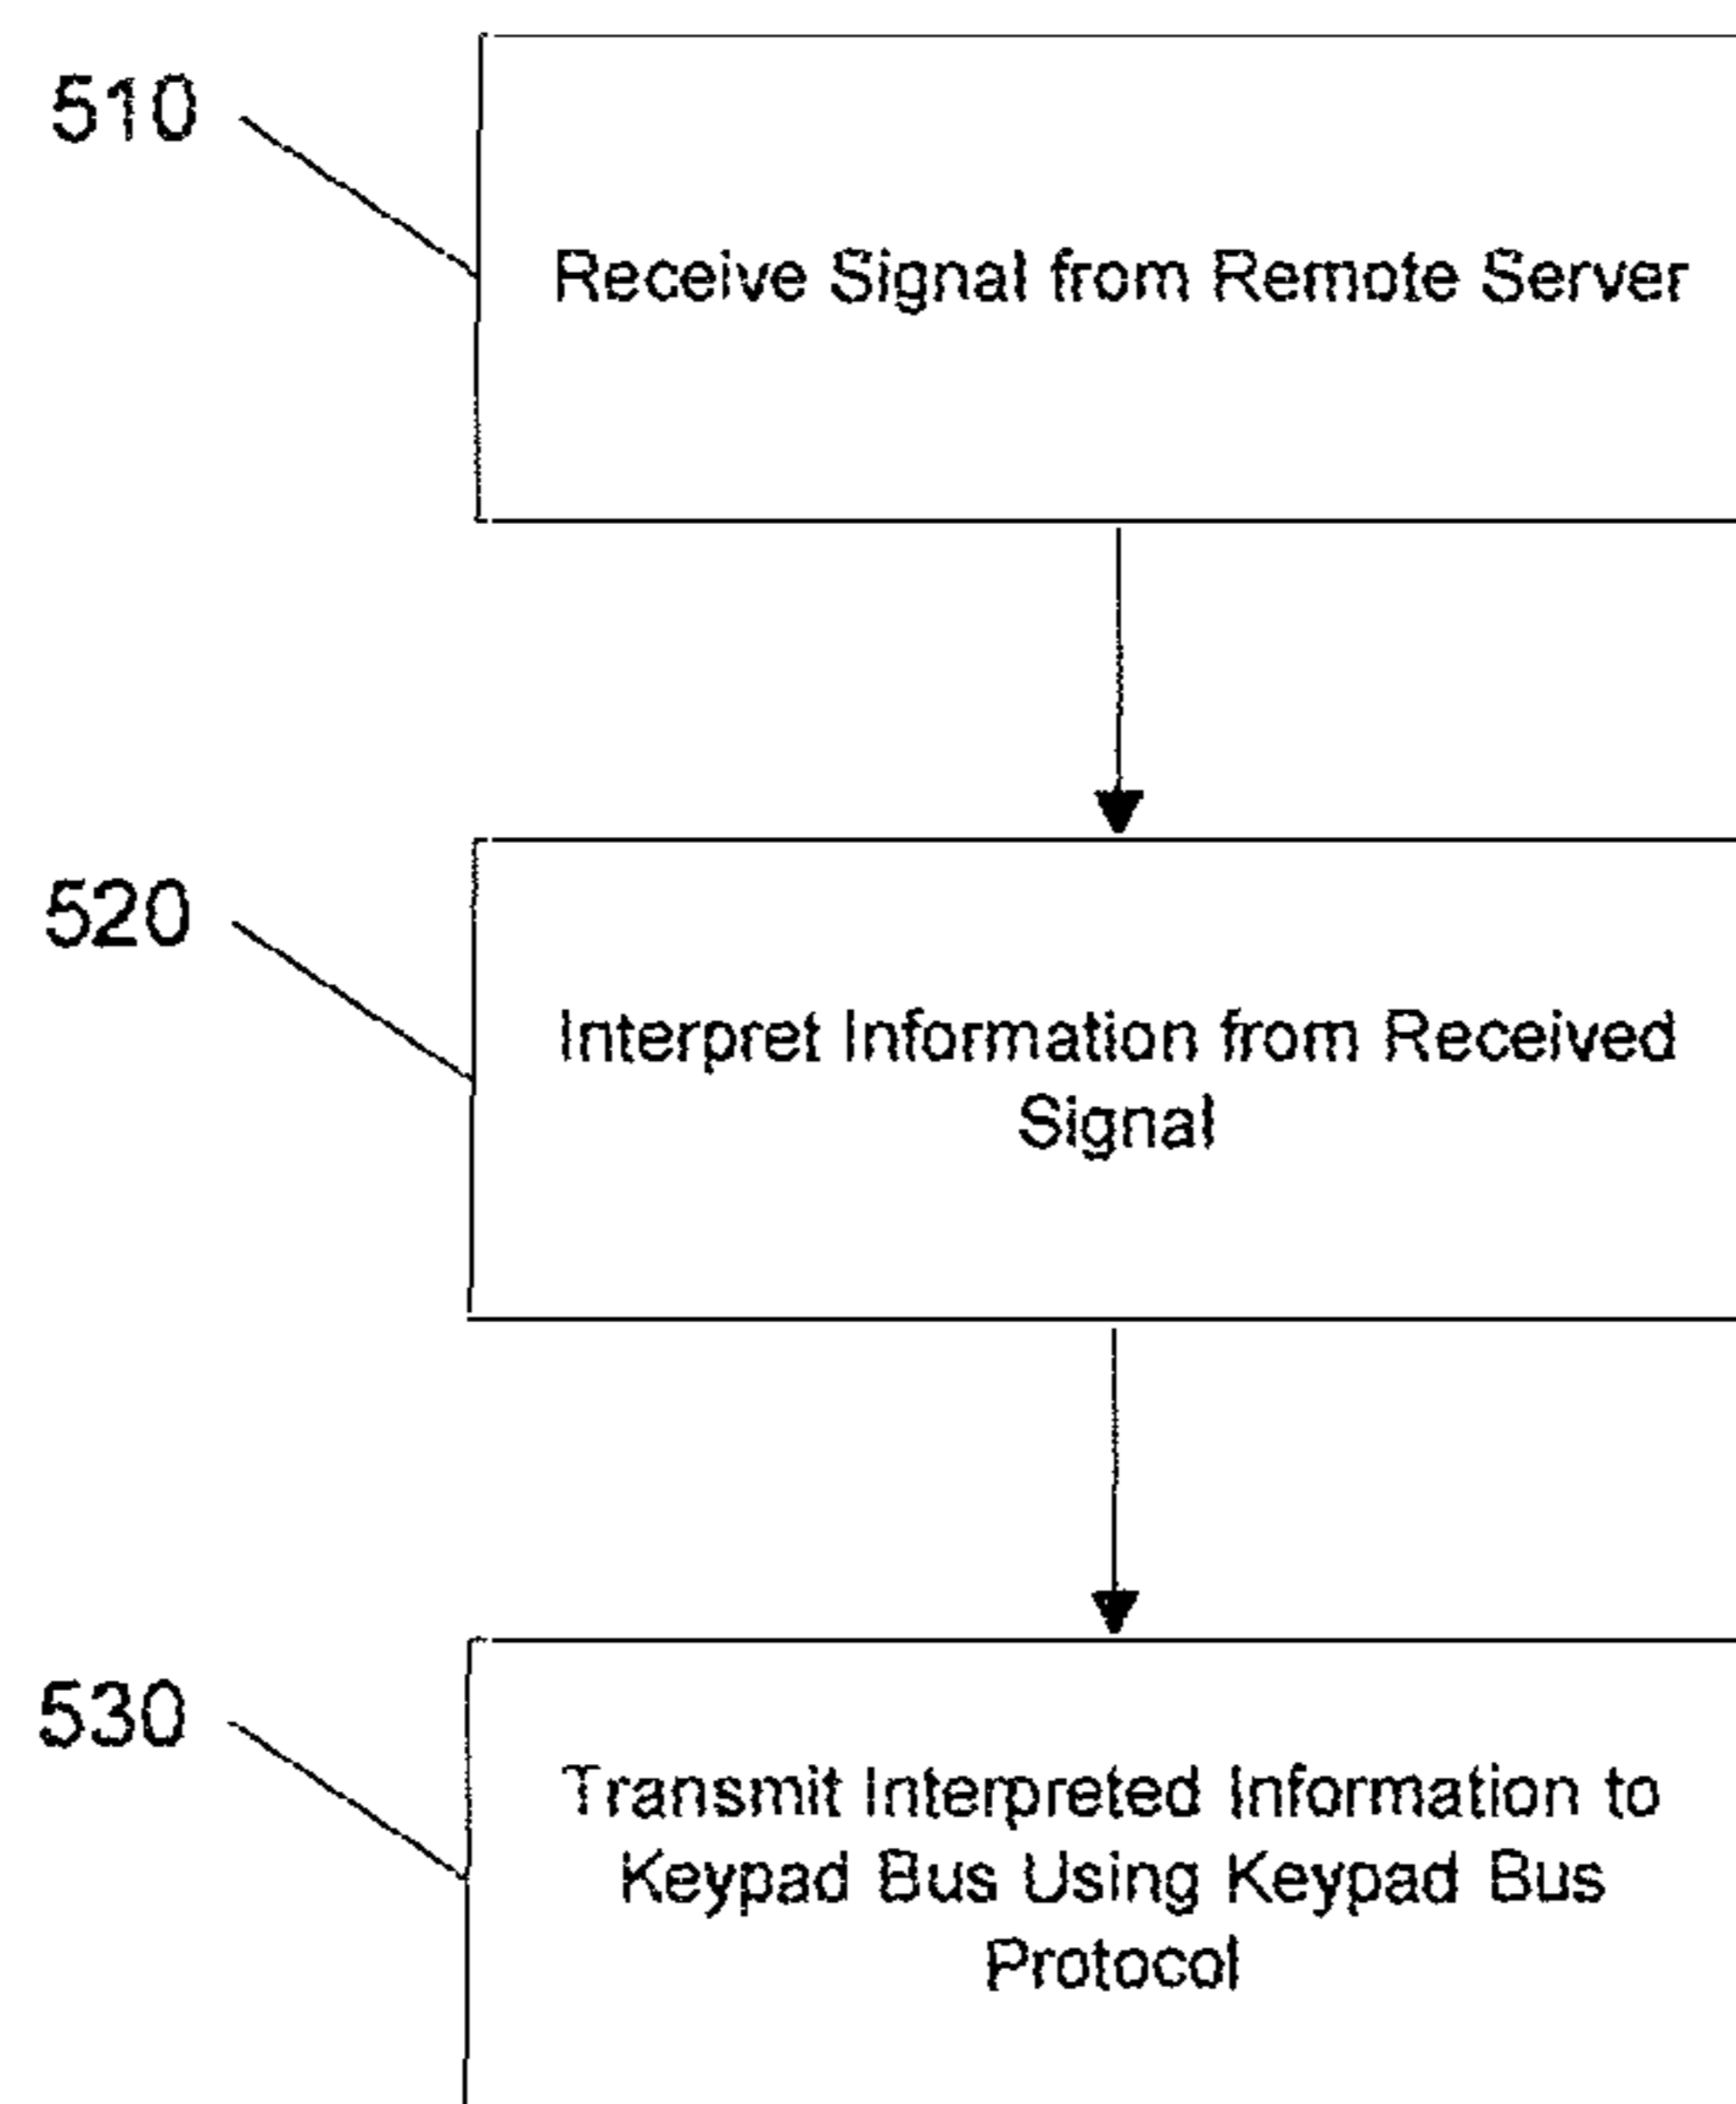 510
Receive Signal from Remote Server
520
Interpret Information from Received
Signal
530
Transmit Interpreted Information to
Keypad Bus Using Keypad Bus
Protocol